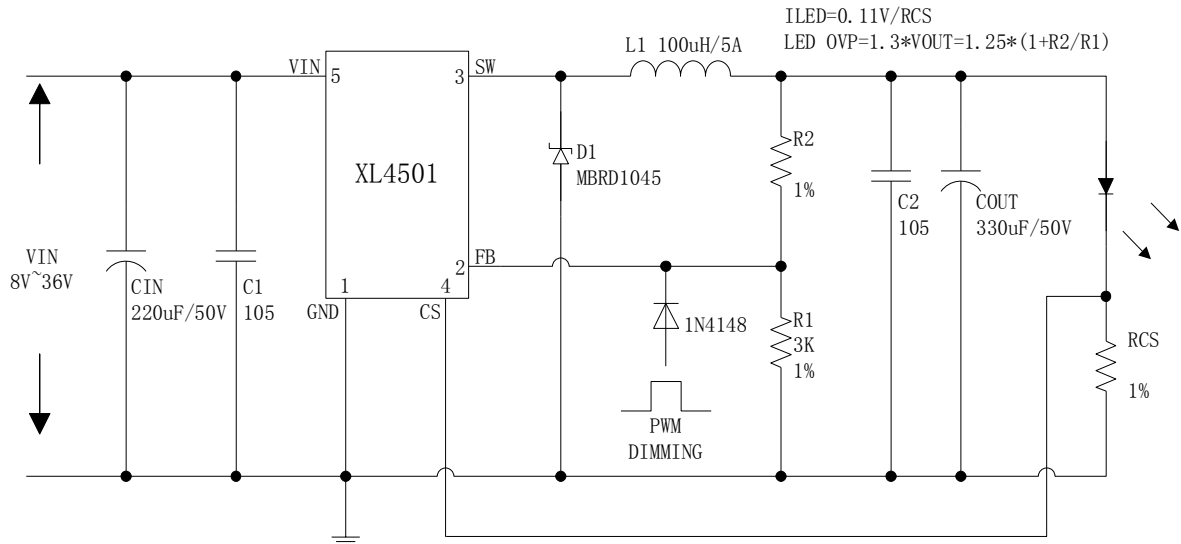 ILED=0.11V/RCS
LED OVP=1.3*VOUT=1.25*(1+R2/R1)
L1 100uH/5A
VIN
5
3
SW
XL4501
D1
MBRD1045
R2
1%
C2
105
COUT
330uF/50V
VIN
8V~36V
CIN
220uF/50V
C1
105
1
GND
4
CS
2
FB
1N4148
R1
3K
1%
RCS
1%
PWM
DIMMING